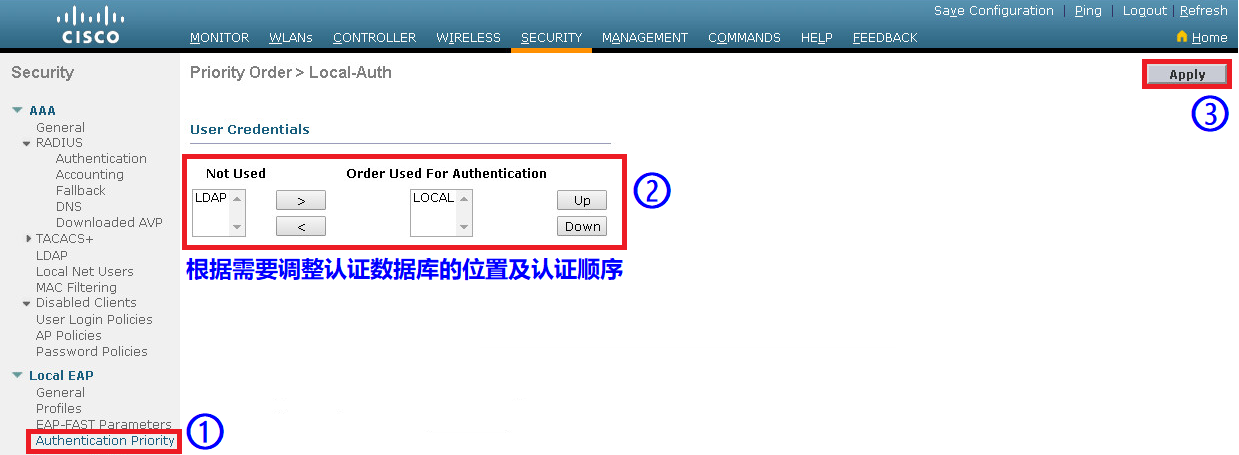 Save Configuration | Ping | Logout | Refresh
CISCO
MONITOR WLANs CONTROLLER WIRELESS SECURITY MANAGEMENT COMMANDS HELP FEEDBACK Home
Security
Priority Order > Local-Auth
Apply
③
AAA
General
RADIUS
Authentication
Accounting
Fallback
DNS
Downloaded AVP
TACACS+
LDAP
Local Net Users
MAC Filtering
Disabled Clients
User Login Policies
AP Policies
Password Policies
Local EAP
General
Profiles
EAP-FAST Parameters
Authentication Priority
①
User Credentials
Not Used Order Used For Authentication
②
LDAP > LOCAL Up
< Down
根据需要调整认证数据库的位置及认证顺序